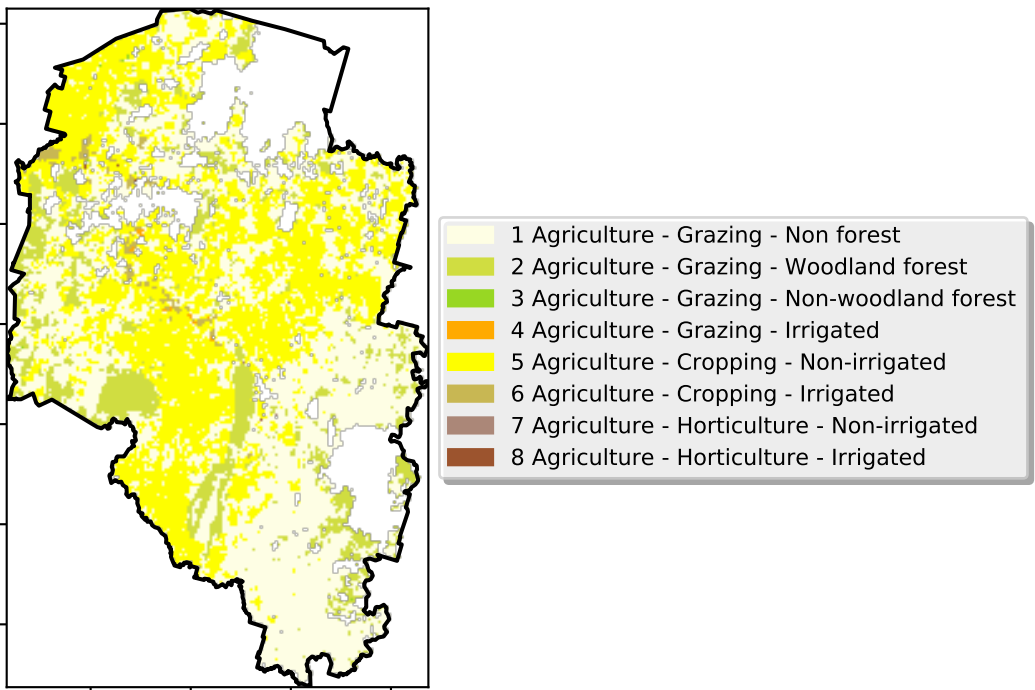 1 Agriculture - Grazing - Non forest
2 Agriculture - Grazing - Woodland forest
3 Agriculture - Grazing - Non-woodland forest
4 Agriculture - Grazing - Irrigated
5 Agriculture - Cropping - Non-irrigated
6 Agriculture - Cropping - Irrigated
7 Agriculture - Horticulture - Non-irrigated
8 Agriculture - Horticulture - Irrigated